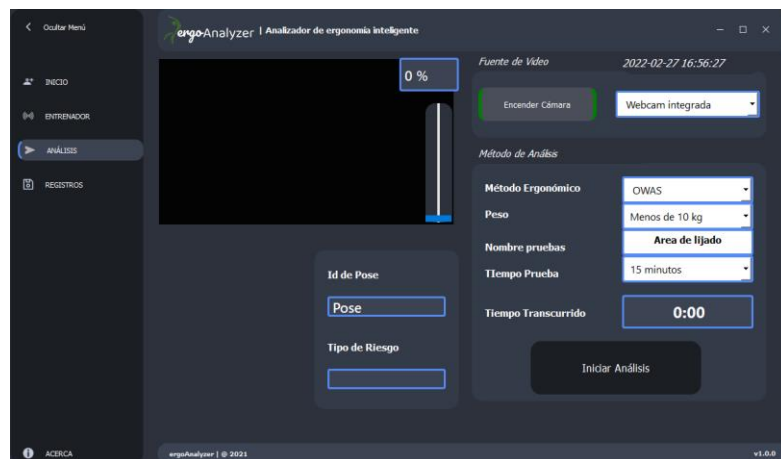 Ocultar Menú
INICIO
ENTRENADOR
ANÁLISIS
REGISTROS
ACERCA
ergoAnalyzer | Analizador de ergonomía inteligente
0 %
Id de Pose
Pose
Tipo de Riesgo
Fuente de Video 2022-02-27 16:56:27
Encender Cámara Webcam integrada
Método de Análisis
Método Ergonómico OWAS
Peso Menos de 10 kg
Nombre pruebas Area de lijado
TIempo Prueba 15 minutos
Tiempo Transcurrido 0:00
Iniciar Análisis
ergoAnalyzer | @ 2021 v1.0.0